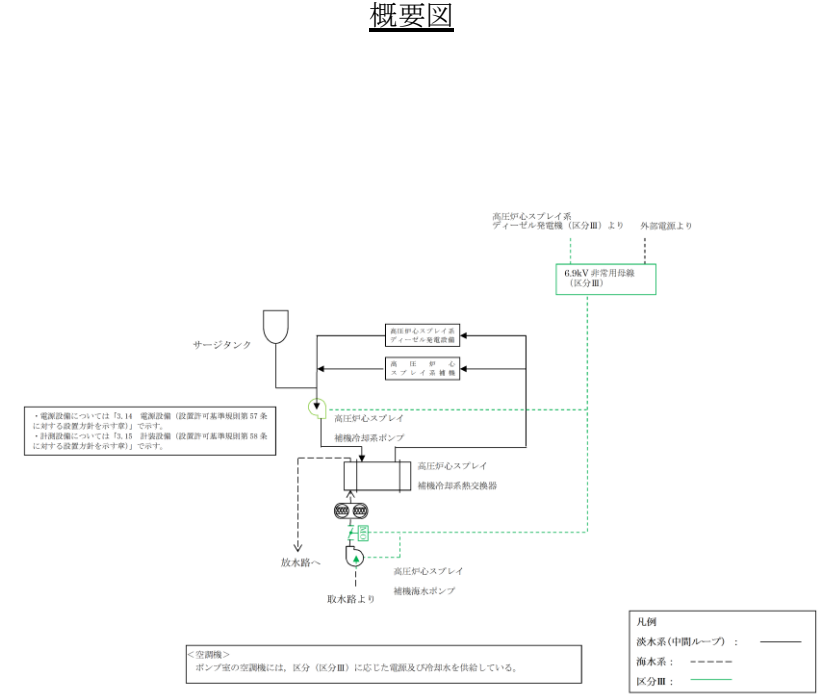 概要図
高圧炉心スプレイ系
ディーゼル発電機（区分Ⅲ）より
外部電源より
6.9kV 非常用母線
（区分Ⅲ）
サージタンク
高圧炉心スプレイ系
ディーゼル発電設備
高圧炉心
スプレイ系補機
・電源設備については「3.14　電源設備（設置許可基準規則第57条
に対する設置方針を示す章）」で示す。
・計測設備については「3.15　計装設備（設置許可基準規則第58条
に対する設置方針を示す章）」で示す。
高圧炉心スプレイ
補機冷却系ポンプ
高圧炉心スプレイ
補機冷却系熱交換器
放水路へ
高圧炉心スプレイ
補機海水ポンプ
取水路より
＜空調機＞
ポンプ室の空調機には，区分（区分Ⅲ）に応じた電源及び冷却水を供給している。
凡例
淡水系(中間ループ)：
海水系：
区分Ⅲ：